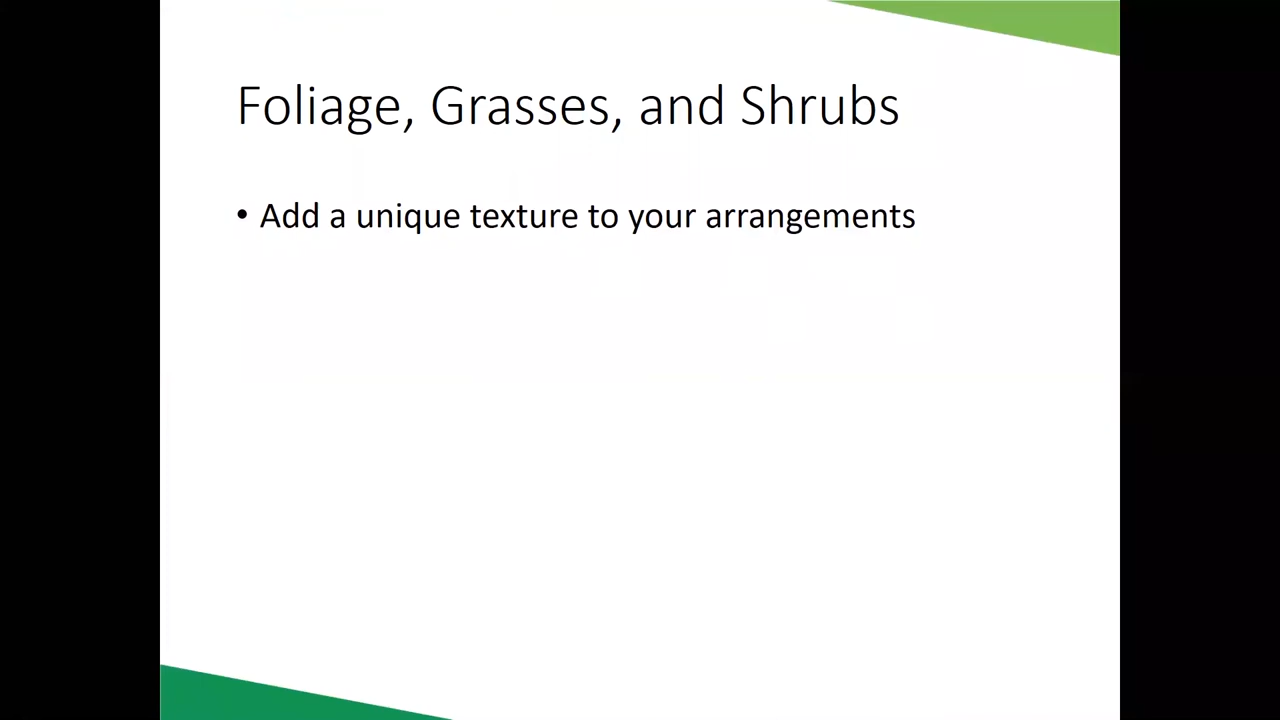 Foliage, Grasses, and Shrubs
• Add a unique texture to your arrangements